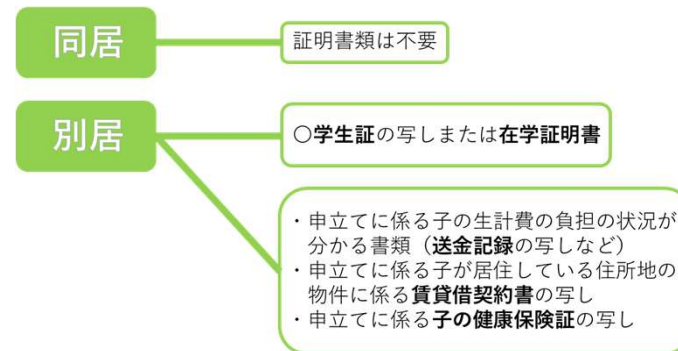 同居
証明書類は不要
別居
○学生証の写しまたは在学証明書
・申立てに係る子の生計費の負担の状況が
分かる書類（送金記録の写しなど）
・申立てに係る子が居住している住所地の
物件に係る賃貸借契約書の写し
・申立てに係る子の健康保険証の写し